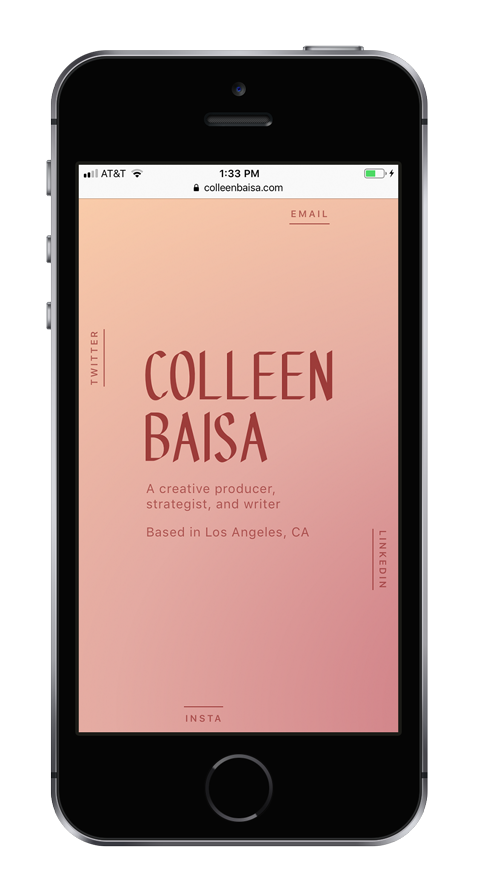 AT&T 1:33 PM
colleenbaisa.com
EMAIL
TWITTER
COLLEEN
BAISA
A creative producer,
strategist, and writer
Based in Los Angeles, CA
LINKEDIN
INSTA